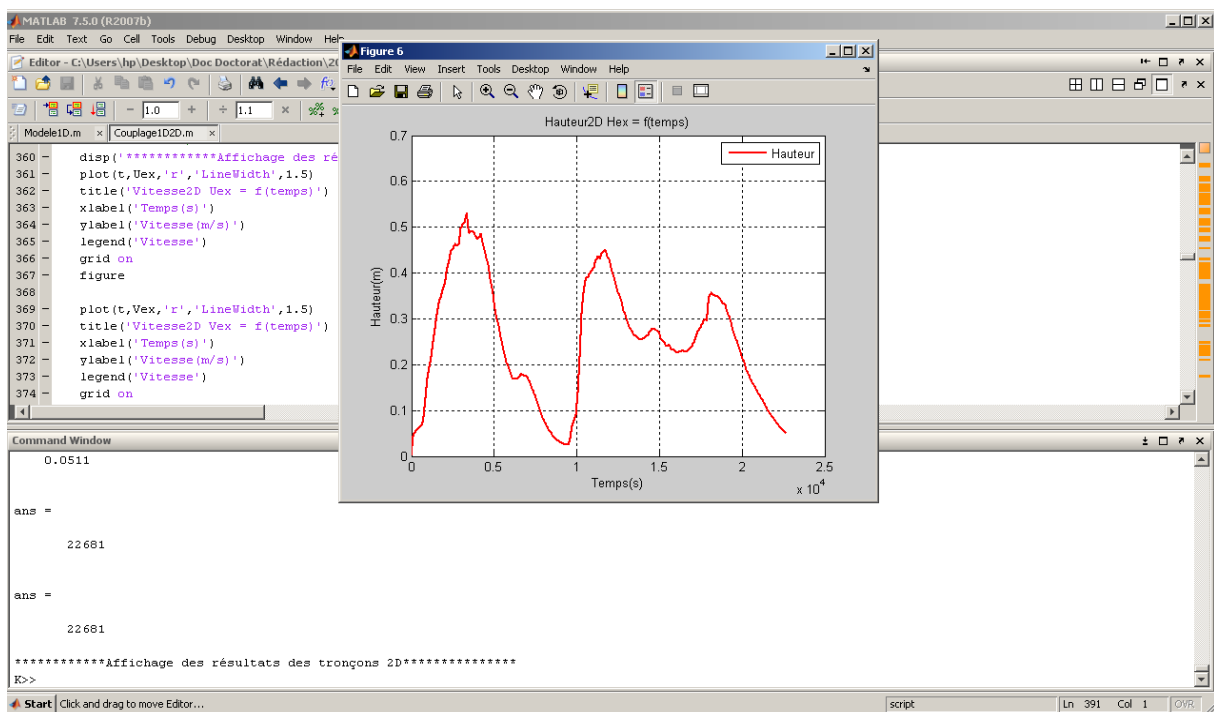 MATLAB 7.5.0 (R2007b)
File Edit Text Go Cell Tools Debug Desktop Window Help
Editor - C:\Users\hp\Desktop\Doc Doctorat\Rédaction\20
1.0
1.1
Modele1D.m × Couplage1D2D.m ×
360 - disp('************Affichage des ré
361 - plot(t,Uex,'r','LineWidth',1.5)
362 - title('Vitesse2D Uex = f(temps)')
363 - xlabel('Temps(s)')
364 - ylabel('Vitesse(m/s)')
365 - legend('Vitesse')
366 - grid on
367 - figure
368
369 - plot(t,Vex,'r','LineWidth',1.5)
370 - title('Vitesse2D Vex = f(temps)')
371 - xlabel('Temps(s)')
372 - ylabel('Vitesse(m/s)')
373 - legend('Vitesse')
374 - grid on
Figure 6
File Edit View Insert Tools Desktop Window Help
Hauteur2D Hex = f(temps)
Hauteur
Hauteur(m)
0.7
0.6
0.5
0.4
0.3
0.2
0.1
0
0 0.5 1 1.5 2 2.5
Temps(s)
x 10^4
Command Window
0.0511
ans =
22681
ans =
22681
************Affichage des résultats des tronçons 2D***************
K>>
Start Click and drag to move Editor...
script
Ln 391 Col 1 OVR